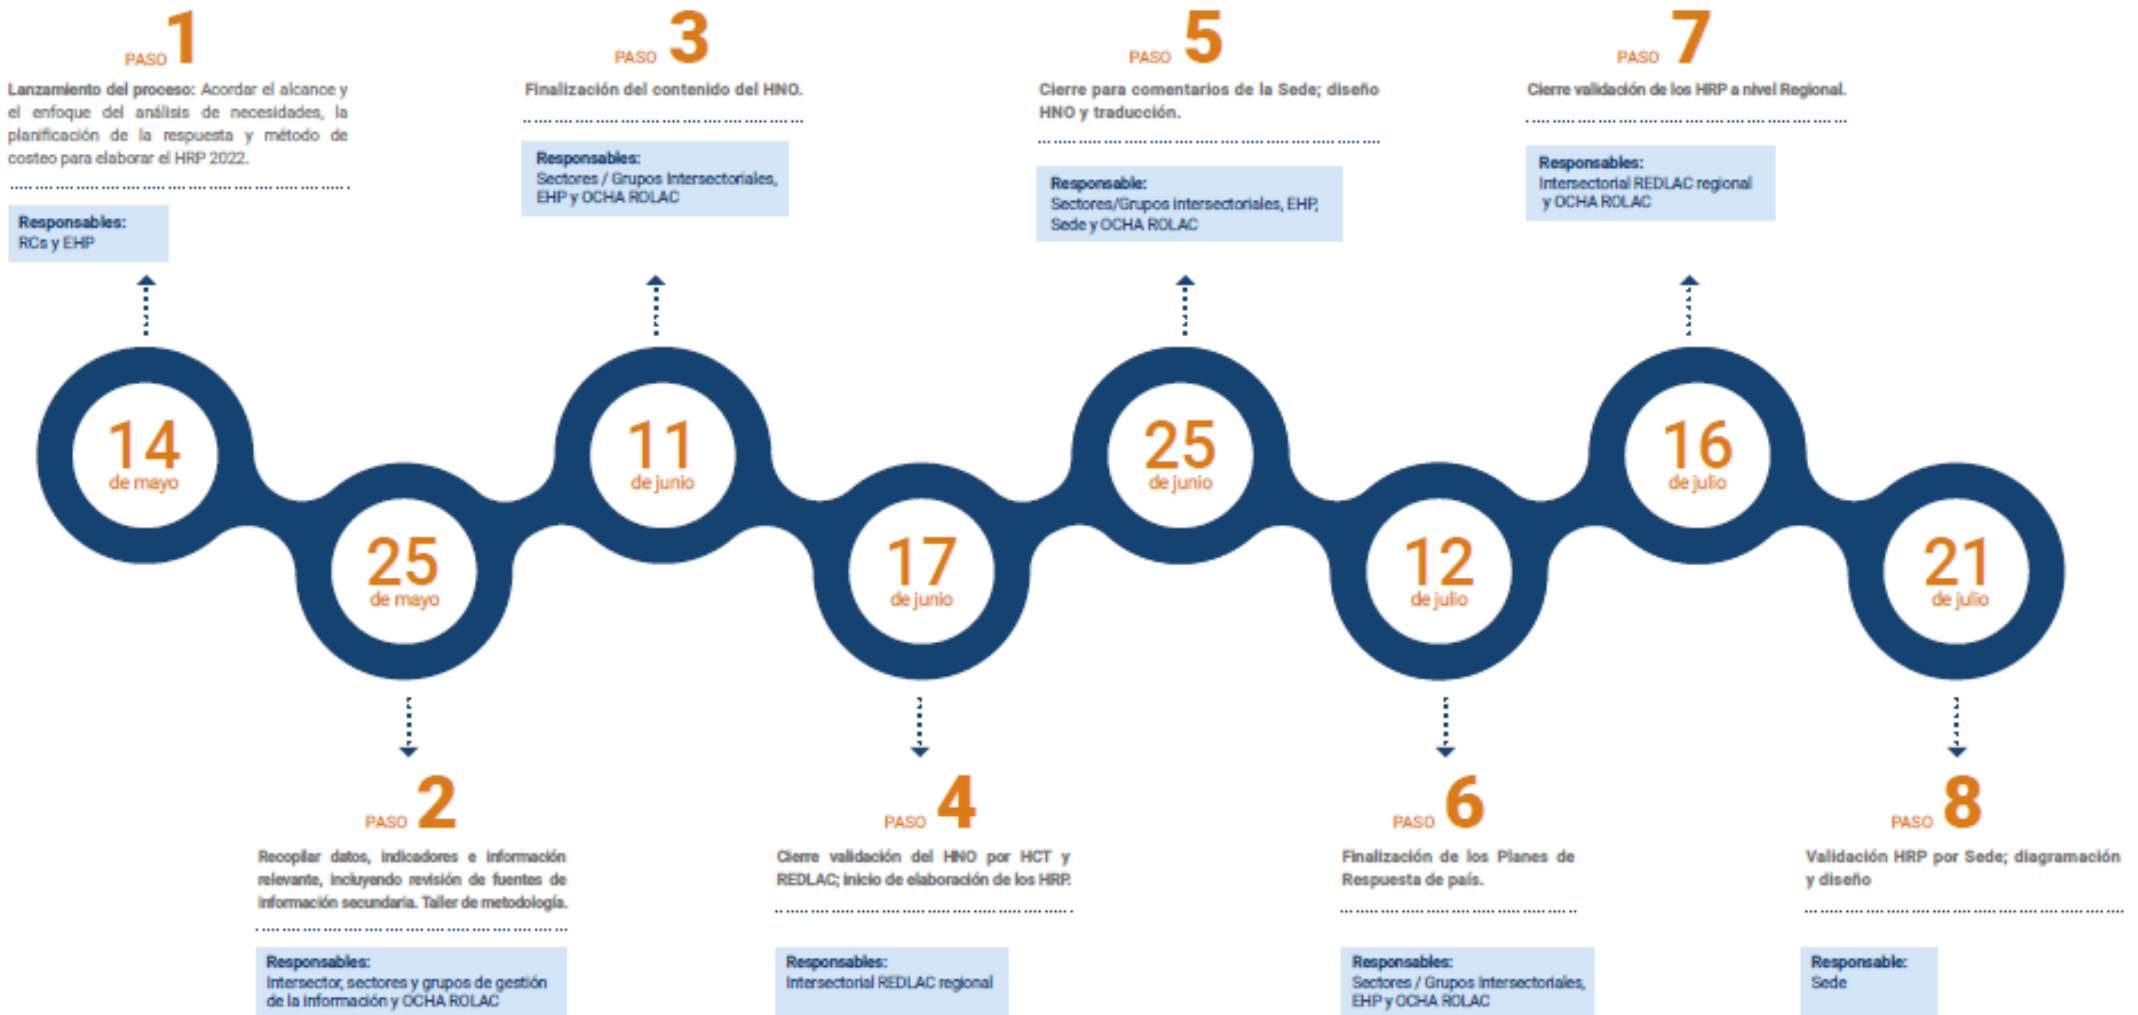 PASO 1
Lanzamiento del proceso: Acordar el alcance y
el enfoque del análisis de necesidades, la
planificación de la respuesta y método de
costeo para elaborar el HRP 2022.
Responsables:
RCs y EHP
PASO 3
Finalización del contenido del HNO.
Responsables:
Sectores / Grupos Intersectoriales,
EHP y OCHA ROLAC
PASO 5
Cierre para comentarios de la Sede; diseño
HNO y traducción.
Responsable:
Sectores/Grupos intersectoriales, EHP,
Sede y OCHA ROLAC
PASO 7
Cierre validación de los HRP a nivel Regional.
Responsables:
Intersectorial REDLAC regional
y OCHA ROLAC
14
de mayo
25
de mayo
11
de junio
17
de junio
25
de junio
12
de julio
16
de julio
21
de julio
PASO 2
Recopilar datos, indicadores e información
relevante, incluyendo revisión de fuentes de
información secundaria. Taller de metodología.
Responsables:
Intersector, sectores y grupos de gestión
de la información y OCHA ROLAC
PASO 4
Cierre validación del HNO por HCT y
REDLAC; inicio de elaboración de los HRP.
Responsables:
Intersectorial REDLAC regional
PASO 6
Finalización de los Planes de
Respuesta de país.
Responsables:
Sectores / Grupos Intersectoriales,
EHP y OCHA ROLAC
PASO 8
Validación HRP por Sede; diagramación
y diseño
Responsable:
Sede